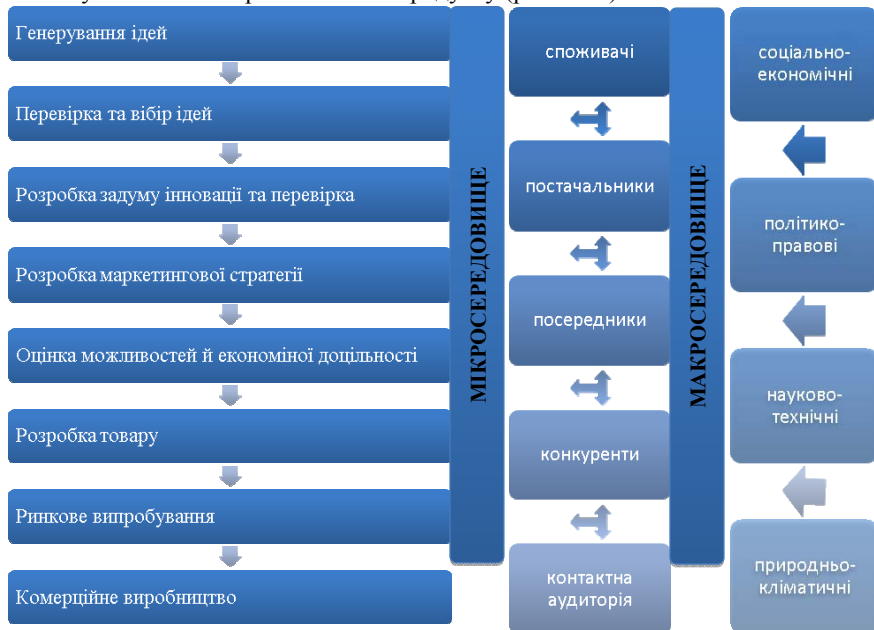 Генерування ідей
Перевірка та вібір ідей
Розробка задуму інновації та перевірка
Розробка маркетингової стратегії
Оцінка можливостей й економіної доцільності
Розробка товару
Ринкове випробування
Комерційне виробництво
МІКРОСЕРЕДОВИЩЕ
споживачі
постачальники
посередники
конкуренти
контактна
аудиторія
МАКРОСЕРЕДОВИЩЕ
соціально-
економічні
політико-
правові
науково-
технічні
природньо-
кліматичні